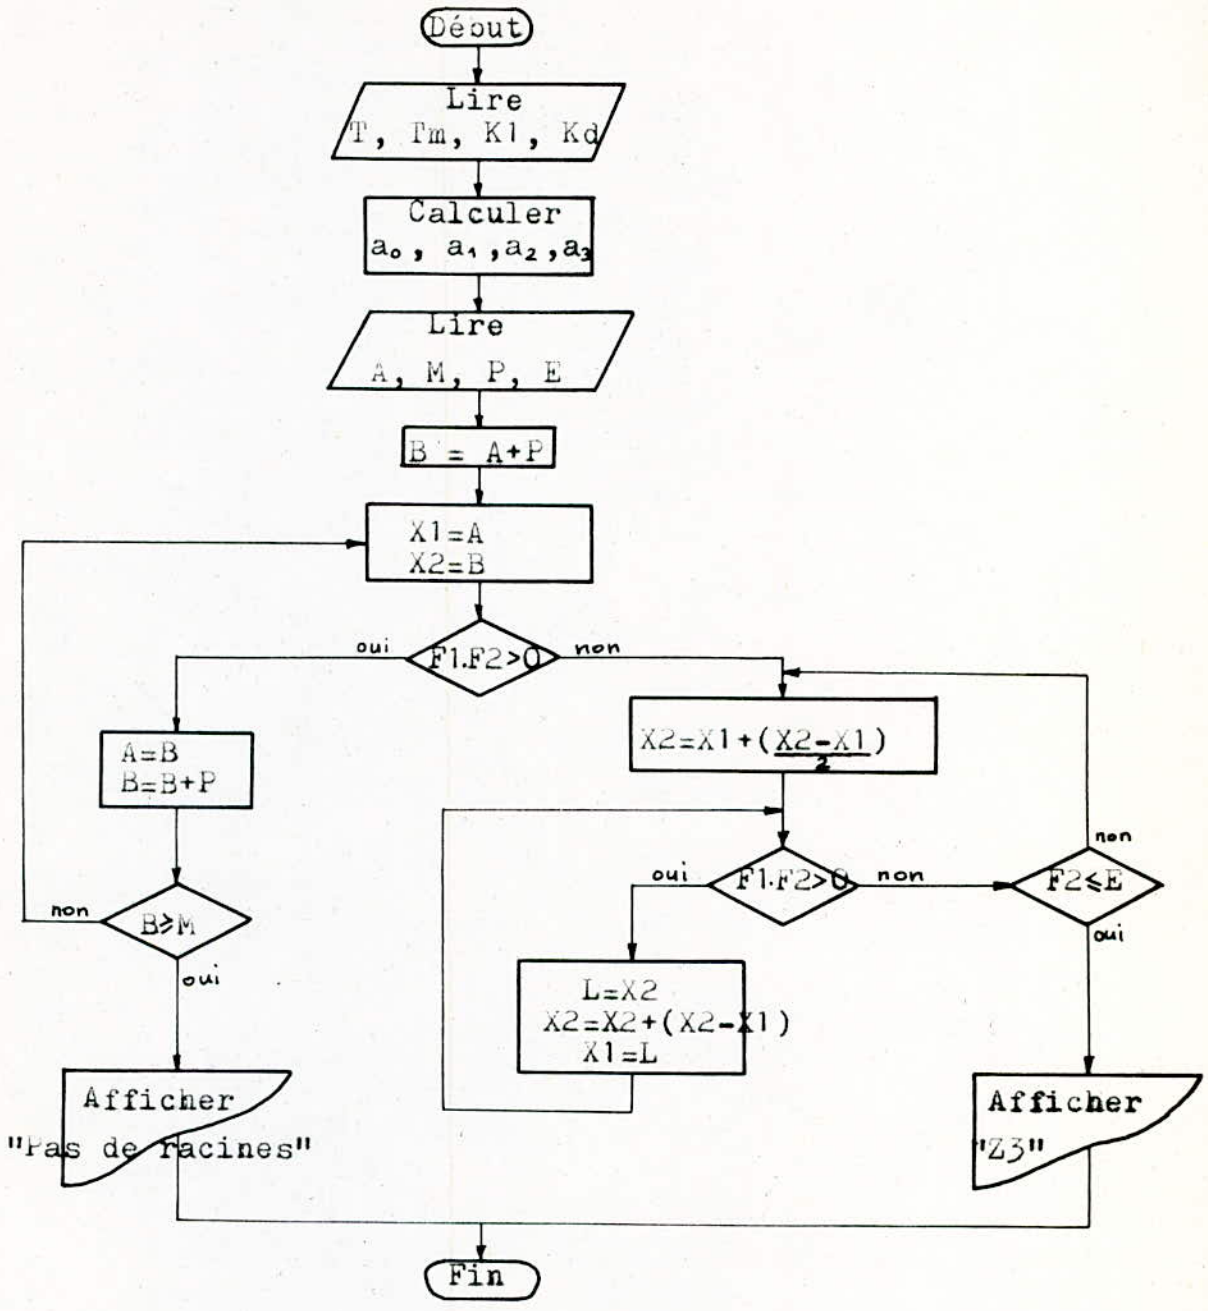 Début
Lire
T, Tm, K1, Kd
Calculer
a₀, a₁, a₂, a₃
Lire
A, M, P, E
B = A+P
X1=A
X2=B
oui
F1.F2>0
non
A=B
B=B+P
X2=X1+(X2-X1)
2
non
B⩾M
oui
oui
F1.F2>0
non
non
F2⩽E
oui
L=X2
X2=X2+(X2-X1)
X1=L
Afficher
"Pas de racines"
Afficher
"Z3"
Fin